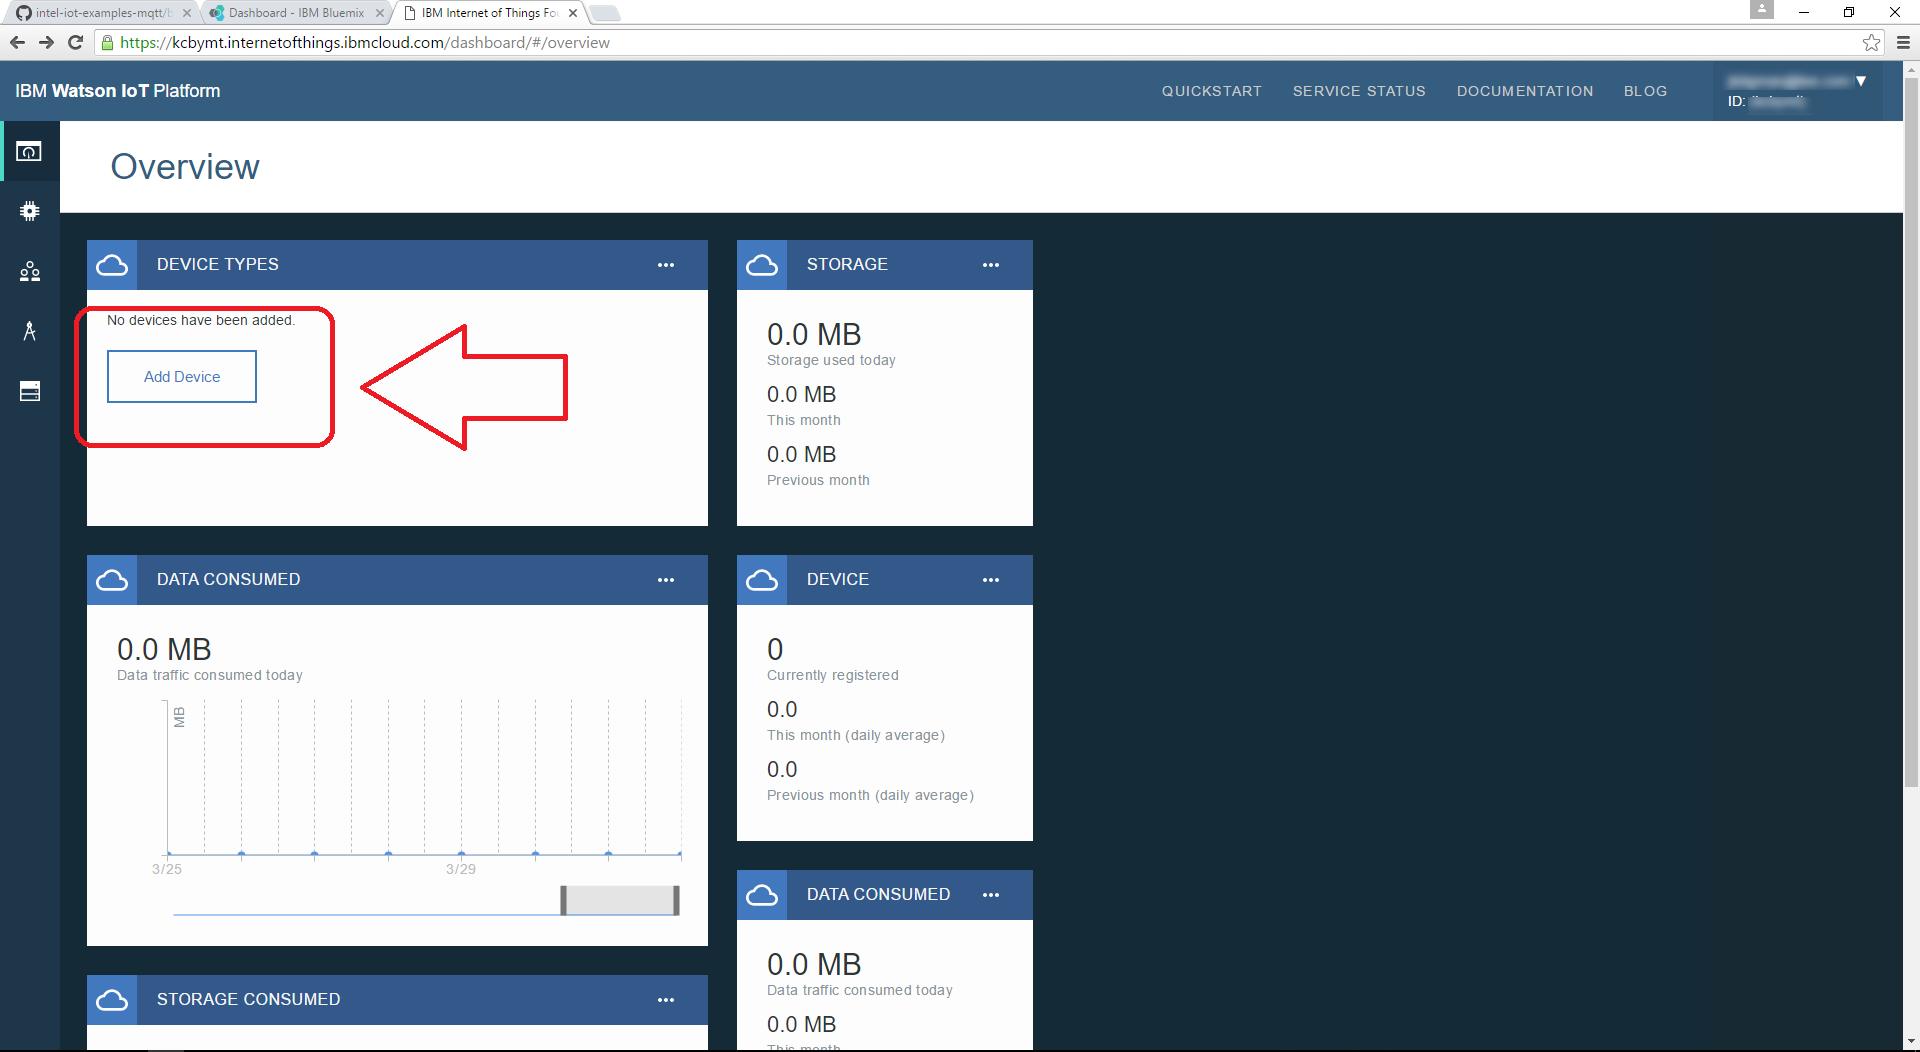 intel-iot-examples-mqtt/b
Dashboard - IBM Bluemix
IBM Internet of Things Fou
https://kcbymt.internetofthings.ibmcloud.com/dashboard/#/overview
IBM Watson IoT Platform
QUICKSTART
SERVICE STATUS
DOCUMENTATION
BLOG
ID:
Overview
DEVICE TYPES
No devices have been added.
Add Device
STORAGE
0.0 MB
Storage used today
0.0 MB
This month
0.0 MB
Previous month
DATA CONSUMED
0.0 MB
Data traffic consumed today
MB
3/25
3/29
DEVICE
0
Currently registered
0.0
This month (daily average)
0.0
Previous month (daily average)
STORAGE CONSUMED
DATA CONSUMED
0.0 MB
Data traffic consumed today
0.0 MB
This month